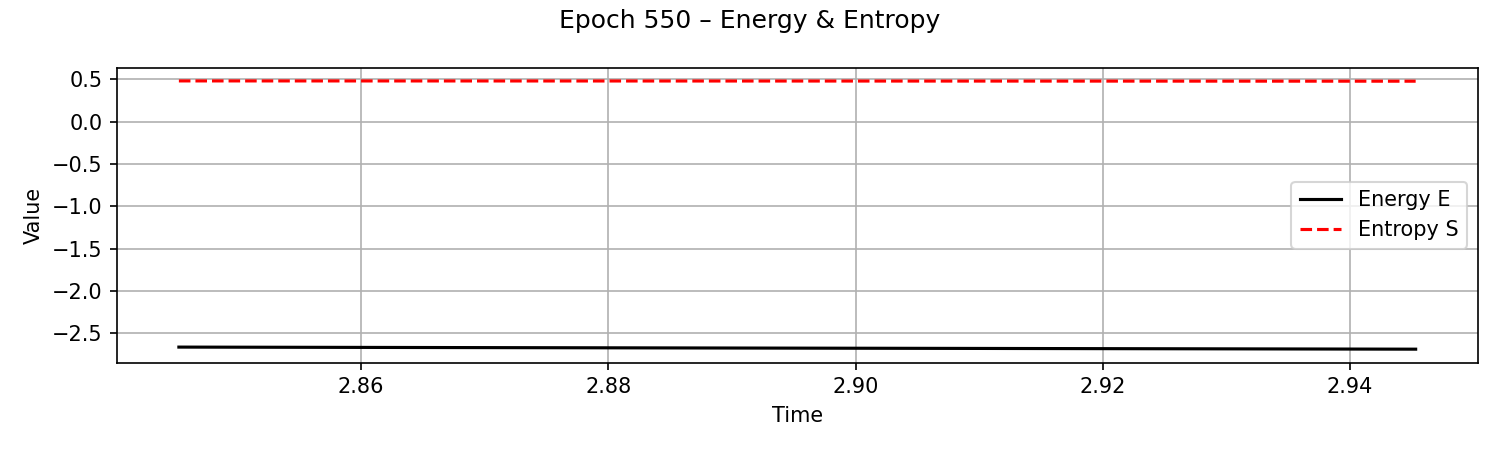 Epoch 550 – Energy & Entropy
0.5
0.0
−0.5
−1.0
−1.5
−2.0
−2.5
Value
Energy E
Entropy S
2.86 2.88 2.90 2.92 2.94
Time